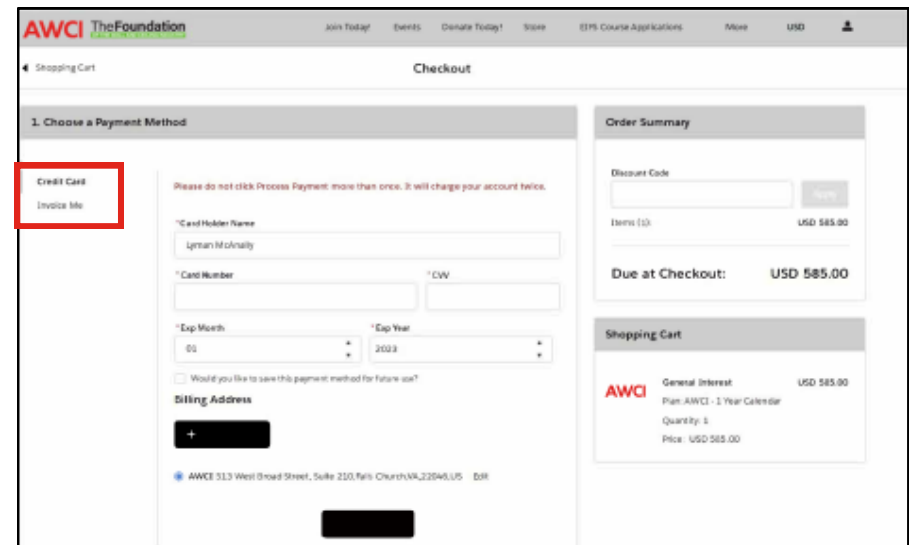 AWCI TheFoundation
Join Today! Events Donate Today! Store EIPS Course Applications More USD
Shopping Cart
Checkout
1. Choose a Payment Method
Credit Card
Invoice Me
Please do not click Process Payment more than once. It will charge your account twice.
*Card Holder Name
Lyman McAnally
*Card Number
*CVV
*Exp Month
*Exp Year
01
2023
Would you like to save this payment method for future use?
Billing Address
+
AWCI 513 West Broad Street, Suite 210,Falls Church,VA,22046,US Edit
Order Summary
Discount Code
Apply
Items (1):
USD 585.00
Due at Checkout:
USD 585.00
Shopping Cart
AWCI
General Interest
USD 585.00
Plan: AWCI - 1 Year Calendar
Quantity: 1
Price: USD 585.00